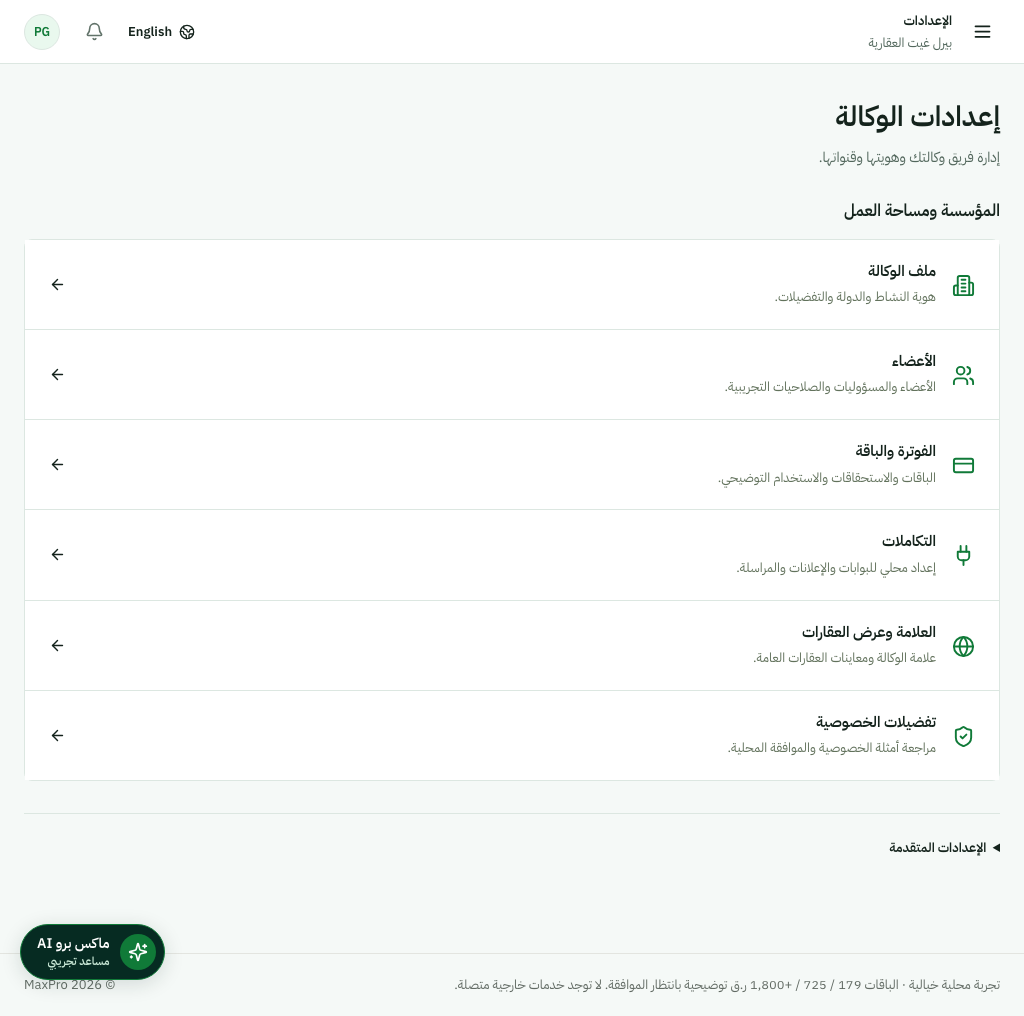 الإعدادات
بيرل غيت العقارية
English
PG
إعدادات الوكالة
إدارة فريق وكالتك وهويتها وقنواتها.
المؤسسة ومساحة العمل
ملف الوكالة
هوية النشاط والدولة والتفضيلات.
الأعضاء
الأعضاء والمسؤوليات والصلاحيات التجريبية.
الفوترة والباقة
الباقات والاستحقاقات والاستخدام التوضيحي.
التكاملات
إعداد محلي للبوابات والإعلانات والمراسلة.
العلامة وعرض العقارات
علامة الوكالة ومعاينات العقارات العامة.
تفضيلات الخصوصية
مراجعة أمثلة الخصوصية والموافقة المحلية.
الإعدادات المتقدمة
ماكس برو AI
مساعد تجريبي
تجربة محلية خيالية · الباقات 179 / 725 / +1,800 ر.ق توضيحية بانتظار الموافقة. لا توجد خدمات خارجية متصلة.
MaxPro 2026 ©